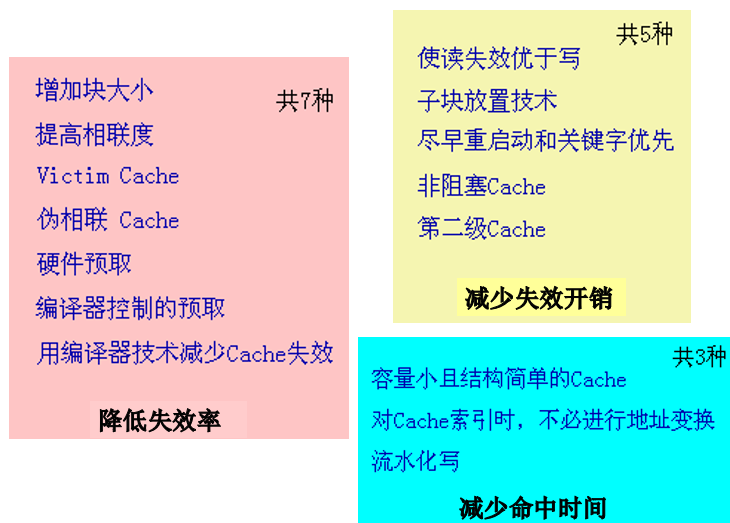 共7种
增加块大小
提高相联度
Victim Cache
伪相联 Cache
硬件预取
编译器控制的预取
用编译器技术减少Cache失效
降低失效率
共5种
使读失效优于写
子块放置技术
尽早重启动和关键字优先
非阻塞Cache
第二级Cache
减少失效开销
共3种
容量小且结构简单的Cache
对Cache索引时，不必进行地址变换
流水化写
减少命中时间